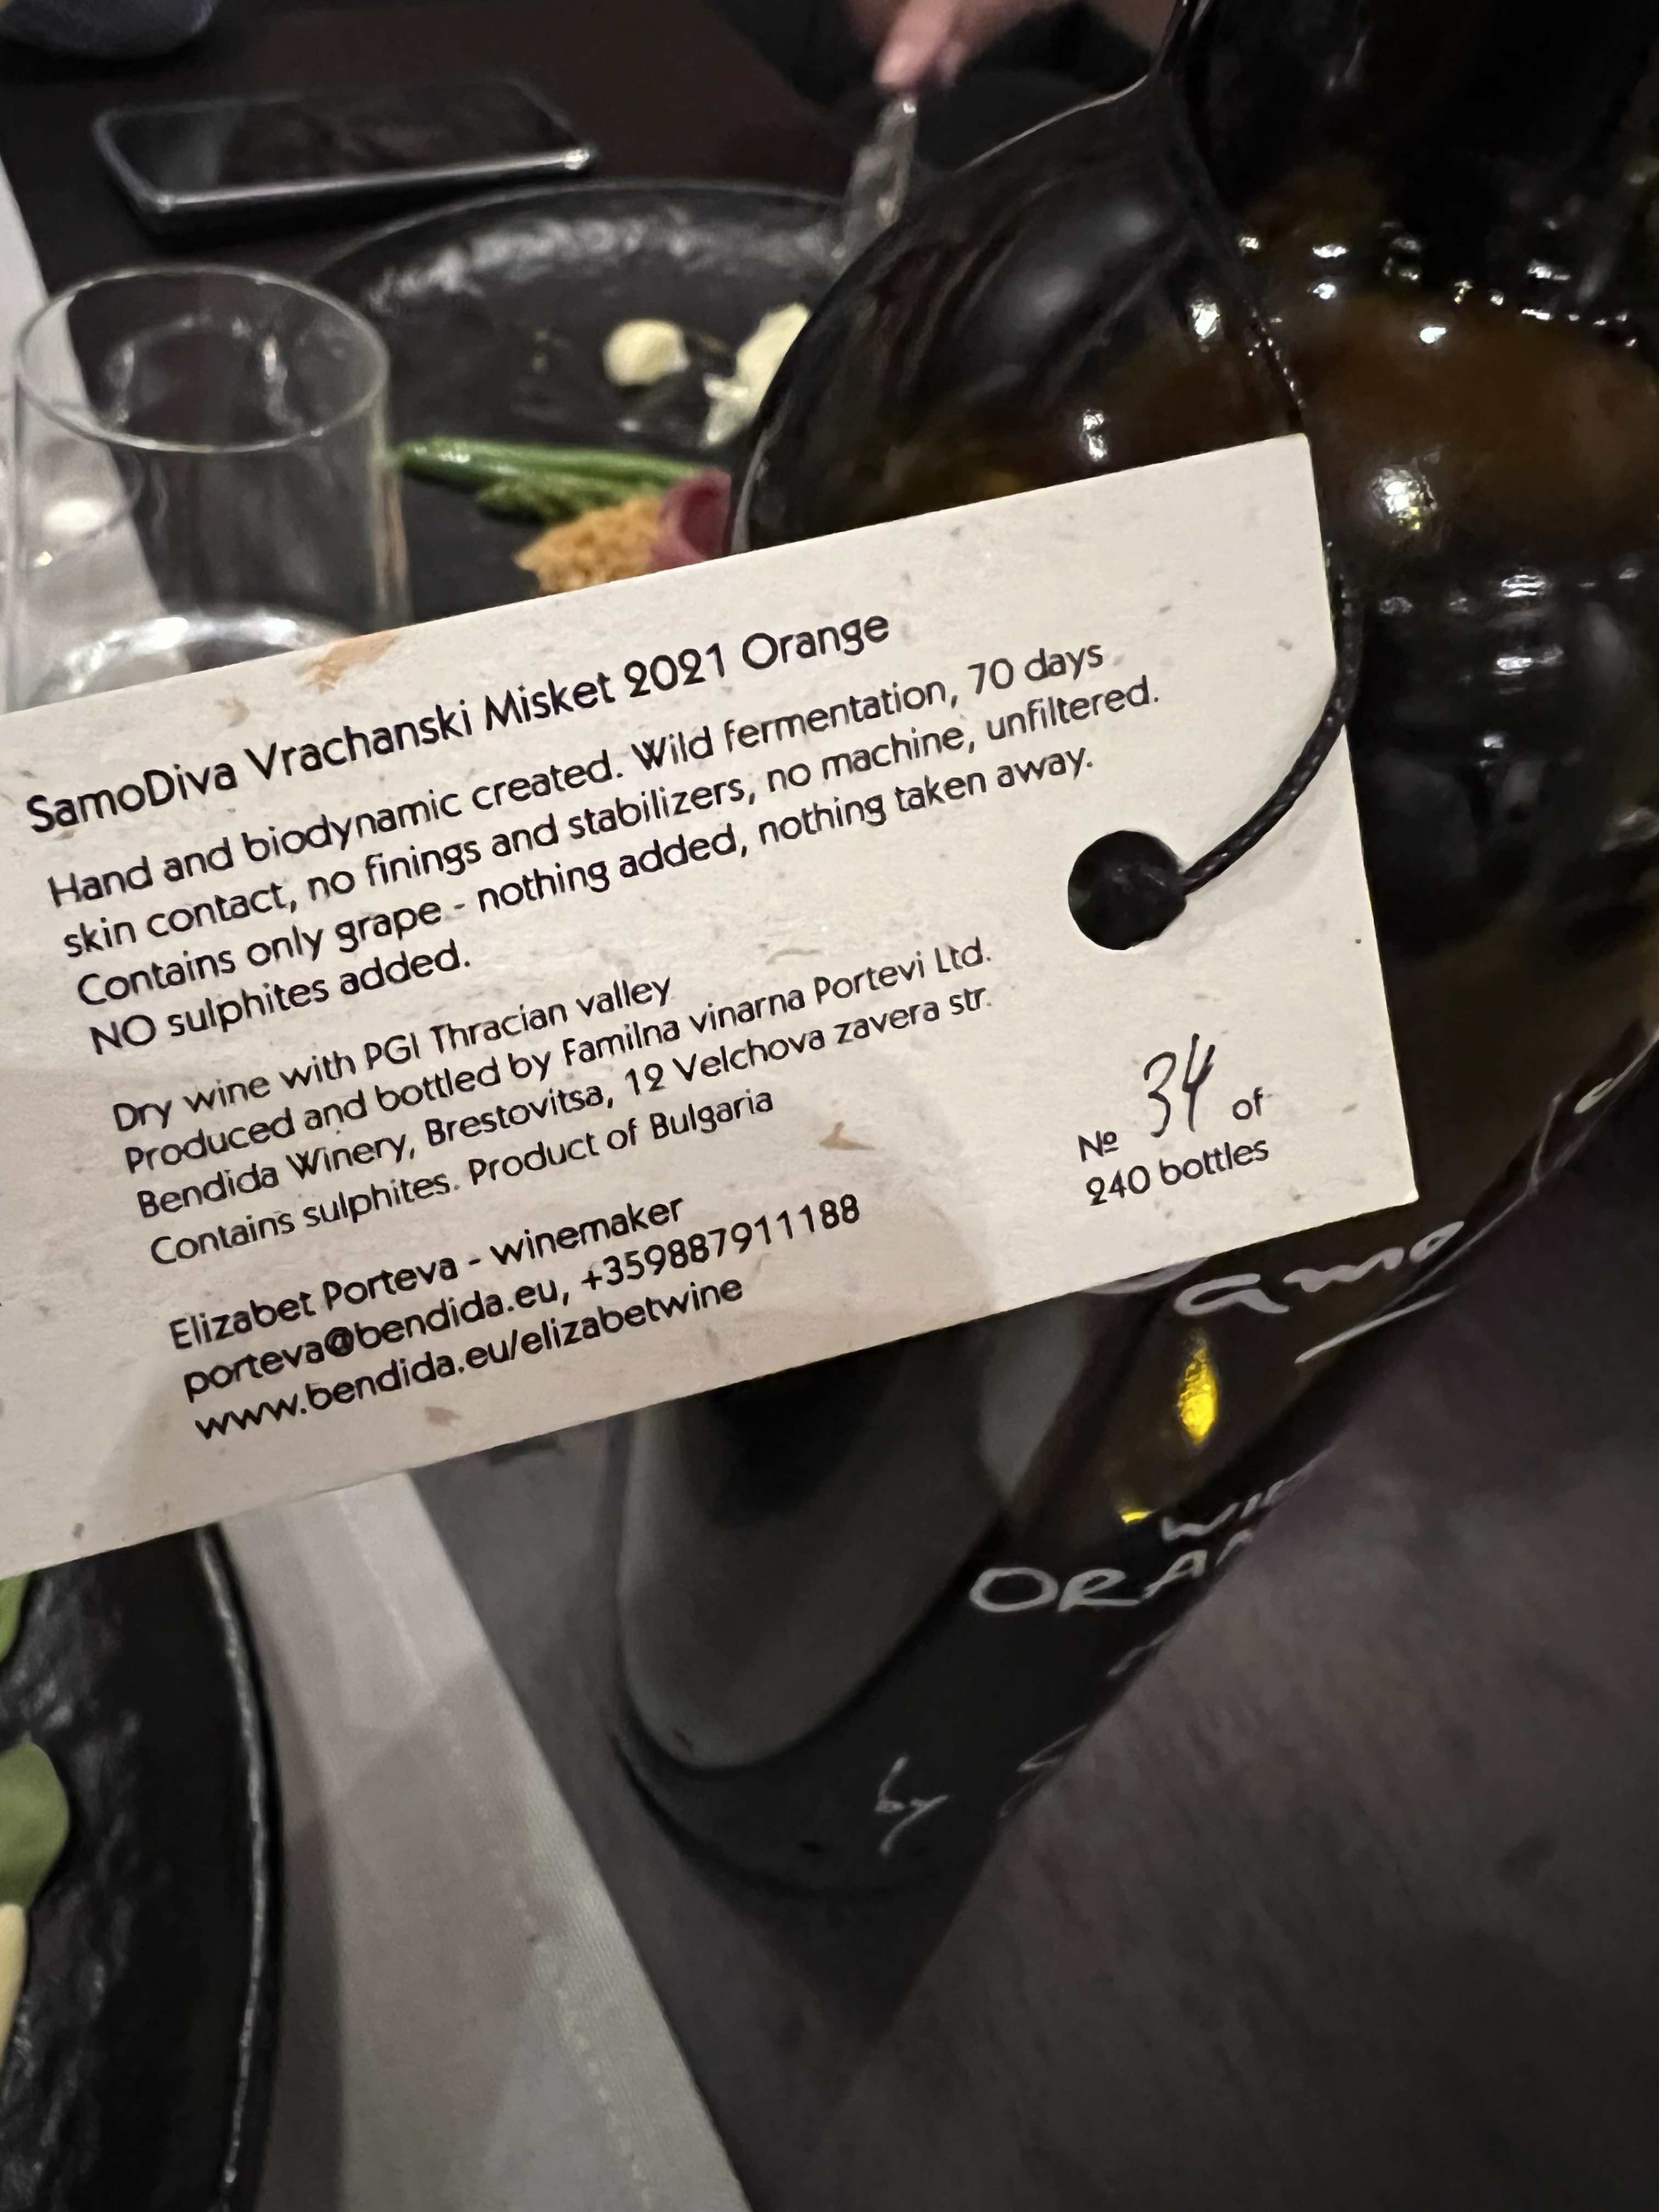 SamoDiva Vrachanski Misket 2021 Orange
Hand and biodynamic created. Wild fermentation, 70 days
skin contact, no finings and stabilizers, no machine, unfiltered.
Contains only grape - nothing added, nothing taken away.
NO sulphites added.
Dry wine with PGI Thracian valley
Produced and bottled by Familna vinarna Portevi Ltd.
Bendida Winery, Brestovitsa, 12 Velchova zavera str.
Contains sulphites. Product of Bulgaria
Elizabet Porteva - winemaker
porteva@bendida.eu, +359887911188
www.bendida.eu/elizabetwine
№ 34 of
240 bottles
by